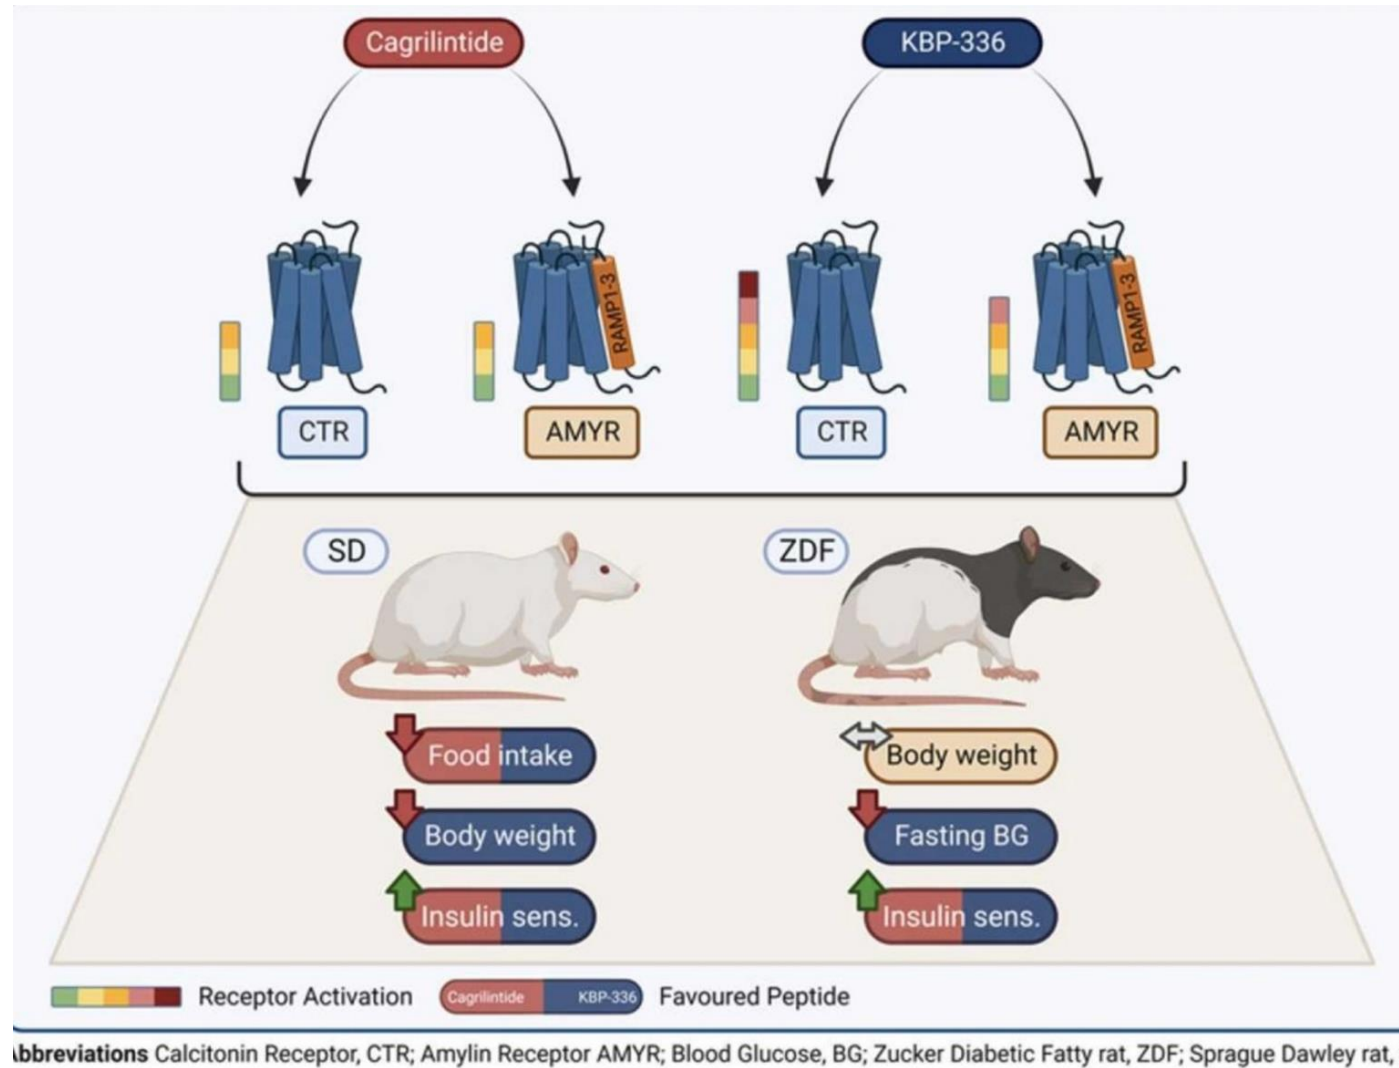 Cagrilintide
KBP-336
RAMP1-3
RAMP1-3
CTR
AMYR
CTR
AMYR
SD
ZDF
Food intake
Body weight
Body weight
Fasting BG
Insulin sens.
Insulin sens.
Receptor Activation
Cagrilintide
KBP-336
Favoured Peptide
Abbreviations Calcitonin Receptor, CTR; Amylin Receptor AMYR; Blood Glucose, BG; Zucker Diabetic Fatty rat, ZDF; Sprague Dawley rat,